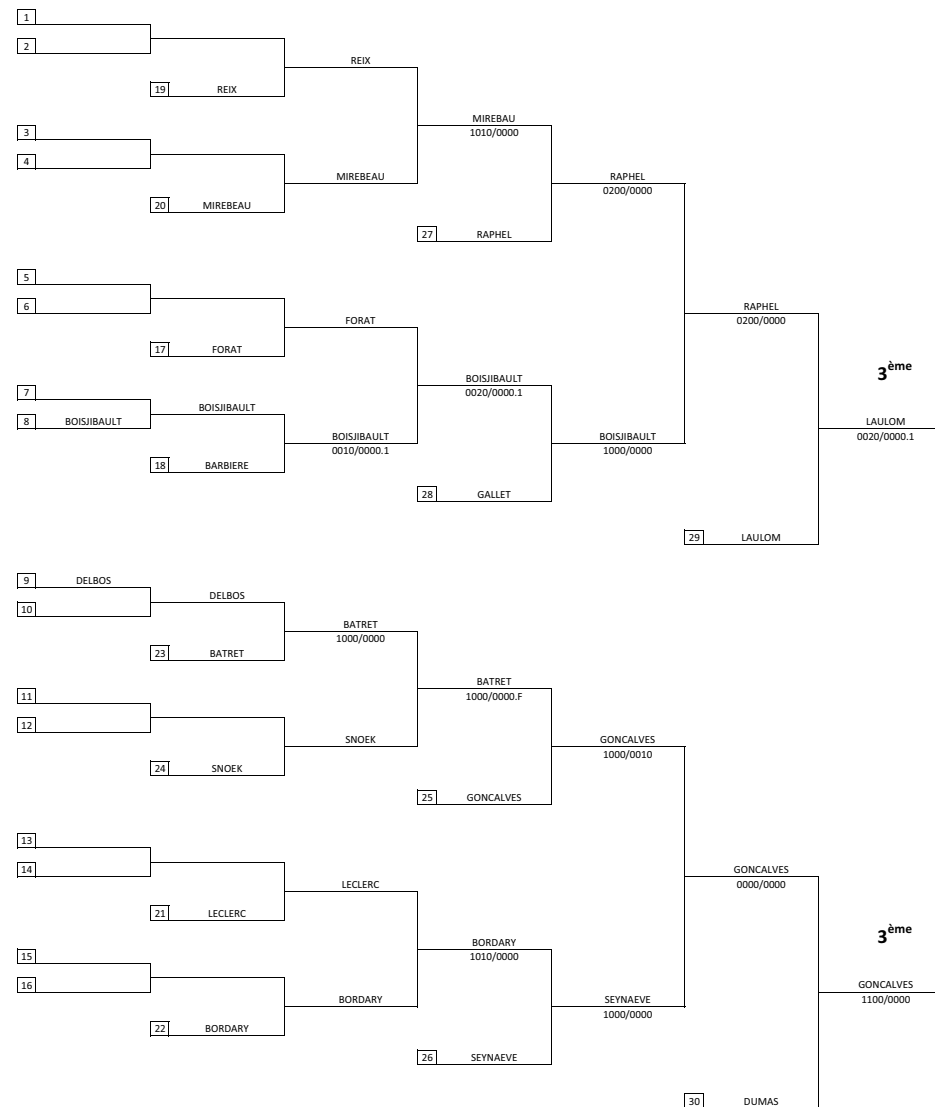 1
2
REIX
19 REIX
MIREBAU
3
1010/0000
4
MIREBEAU
RAPHEL
0200/0000
20 MIREBEAU
27 RAPHEL
5
6
RAPHEL
FORAT
0200/0000
17 FORAT
3ème
BOISJIBAULT
7
0020/0000.1
BOISJIBAULT
8 BOISJIBAULT
LAULOM
BOISJIBAULT
BOISJIBAULT
0020/0000.1
0010/0000.1
1000/0000
18 BARBIERE
28 GALLET
29 LAULOM
9 DELBOS
DELBOS
10
BATRET
1000/0000
23 BATRET
BATRET
11
1000/0000.F
12
SNOEK
GONCALVES
1000/0010
24 SNOEK
25 GONCALVES
13
14
GONCALVES
LECLERC
0000/0000
21 LECLERC
3ème
BORDARY
15
1010/0000
16
GONCALVES
BORDARY
SEYNAEVE
1100/0000
1000/0000
22 BORDARY
26 SEYNAEVE
30 DUMAS